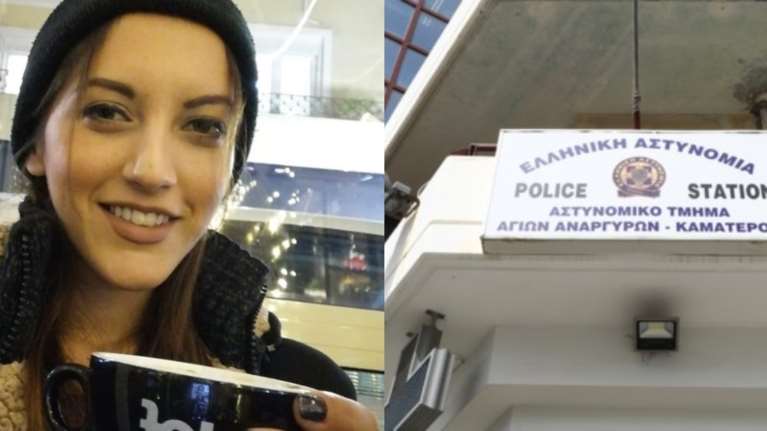 ΕΛΛΗΝΙΚΗ ΑΣΤΥΝΟΜΙΑ
POLICE STATION
ΑΣΤΥΝΟΜΙΚΟ ΤΜΗΜΑ
ΑΓΙΩΝ ΑΝΑΡΓΥΡΩΝ - ΚΑΜΑΤΕΡΟ